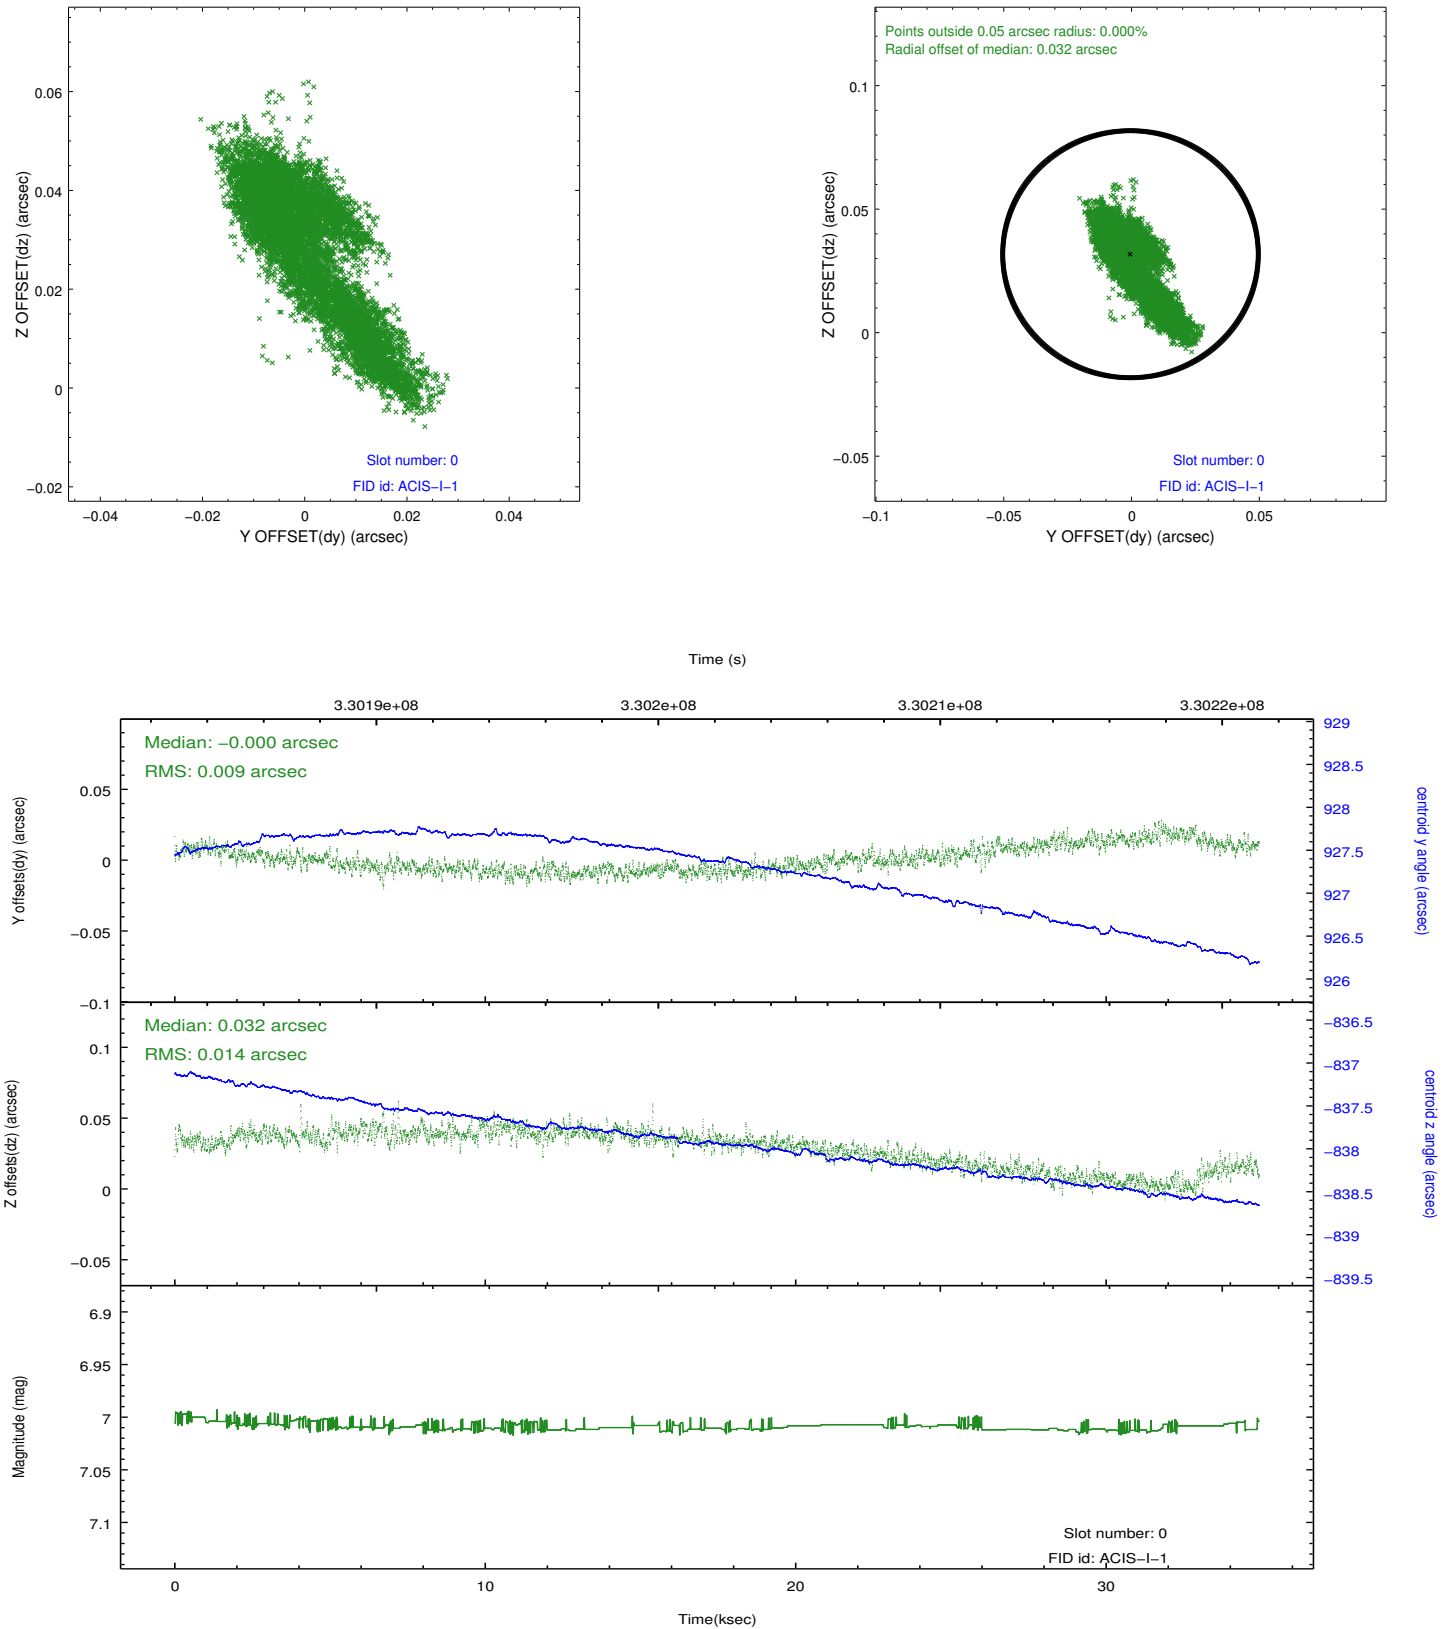 0.06
0.04
0.02
0
−0.02
Z OFFSET(dz) (arcsec)
Slot number: 0
FID id: ACIS−I−1
−0.04
−0.02
0
0.02
0.04
Y OFFSET(dy) (arcsec)
Points outside 0.05 arcsec radius: 0.000%
Radial offset of median: 0.032 arcsec
0.1
0.05
0
−0.05
Z OFFSET(dz) (arcsec)
Slot number: 0
FID id: ACIS−I−1
−0.1
−0.05
0
0.05
Y OFFSET(dy) (arcsec)
Time (s)
3.3019e+08
3.302e+08
3.3021e+08
3.3022e+08
Median: −0.000 arcsec
RMS: 0.009 arcsec
0.05
0
−0.05
−0.1
Y offsets(dy) (arcsec)
929
928.5
928
927.5
927
926.5
926
centroid y angle (arcsec)
Median: 0.032 arcsec
RMS: 0.014 arcsec
0.1
0.05
0
−0.05
Z offsets(dz) (arcsec)
−836.5
−837
−837.5
−838
−838.5
−839
−839.5
centroid z angle (arcsec)
6.9
6.95
7
7.05
7.1
Magnitude (mag)
Slot number: 0
FID id: ACIS−I−1
0
10
20
30
Time(ksec)